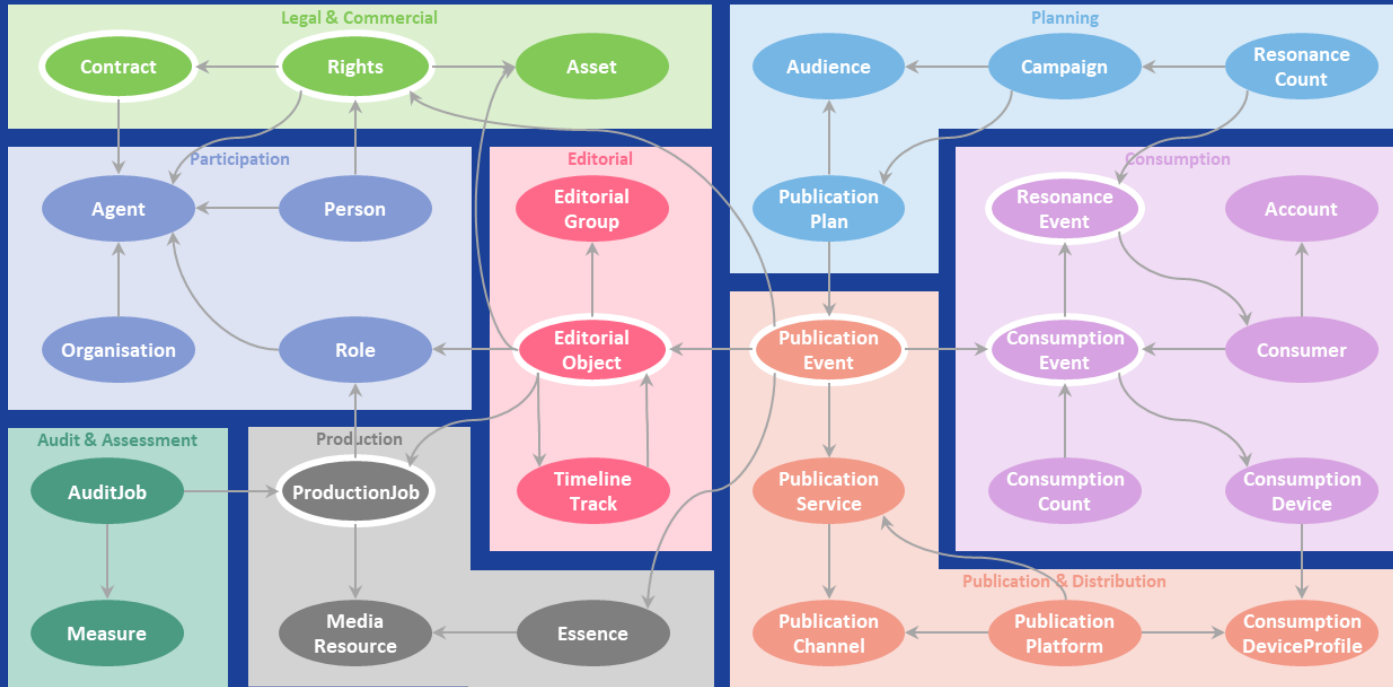 Legal & Commercial
Contract
Rights
Asset
Planning
Audience
Campaign
Resonance
Count
Participation
Agent
Person
Organisation
Role
Editorial
Editorial
Group
Editorial
Object
Timeline
Track
Publication
Plan
Consumption
Resonance
Event
Account
Consumption
Event
Consumer
Consumption
Count
Consumption
Device
Audit & Assessment
AuditJob
Measure
Production
ProductionJob
Media
Resource
Essence
Publication
Event
Publication
Service
Publication & Distribution
Publication
Channel
Publication
Platform
Consumption
DeviceProfile